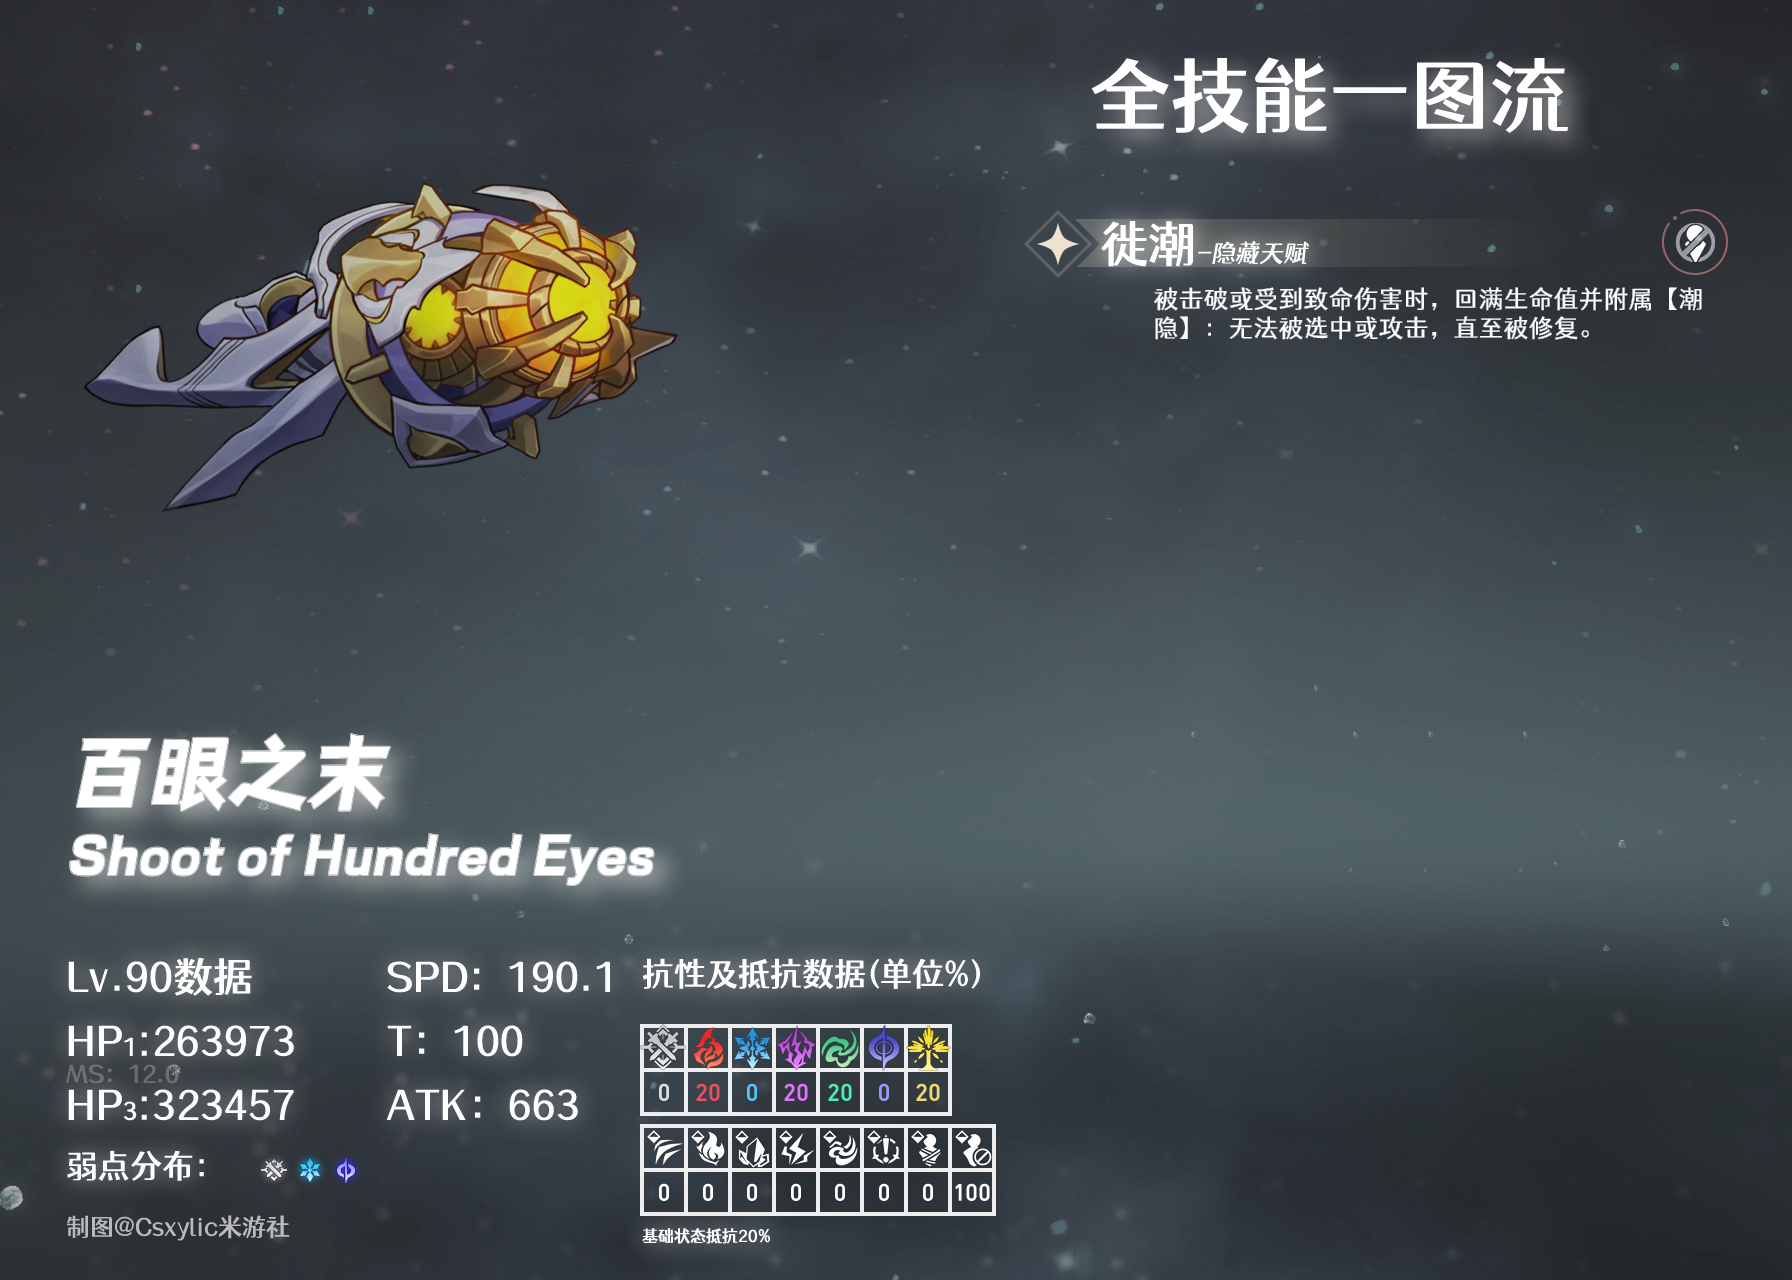 全技能一图流
徙潮-隐藏天赋
被击破或受到致命伤害时，回满生命值并附属【潮
隐】：无法被选中或攻击，直至被修复。
百眼之末
Shoot of Hundred Eyes
Lv.90数据
SPD：190.1
HP1:263973
T：100
MS：12.0
HP3:323457
ATK：663
弱点分布：
制图@Csxylic米游社
抗性及抵抗数据(单位%)
0 20 0 20 20 0 20
0 0 0 0 0 0 0 100
基础状态抵抗20%